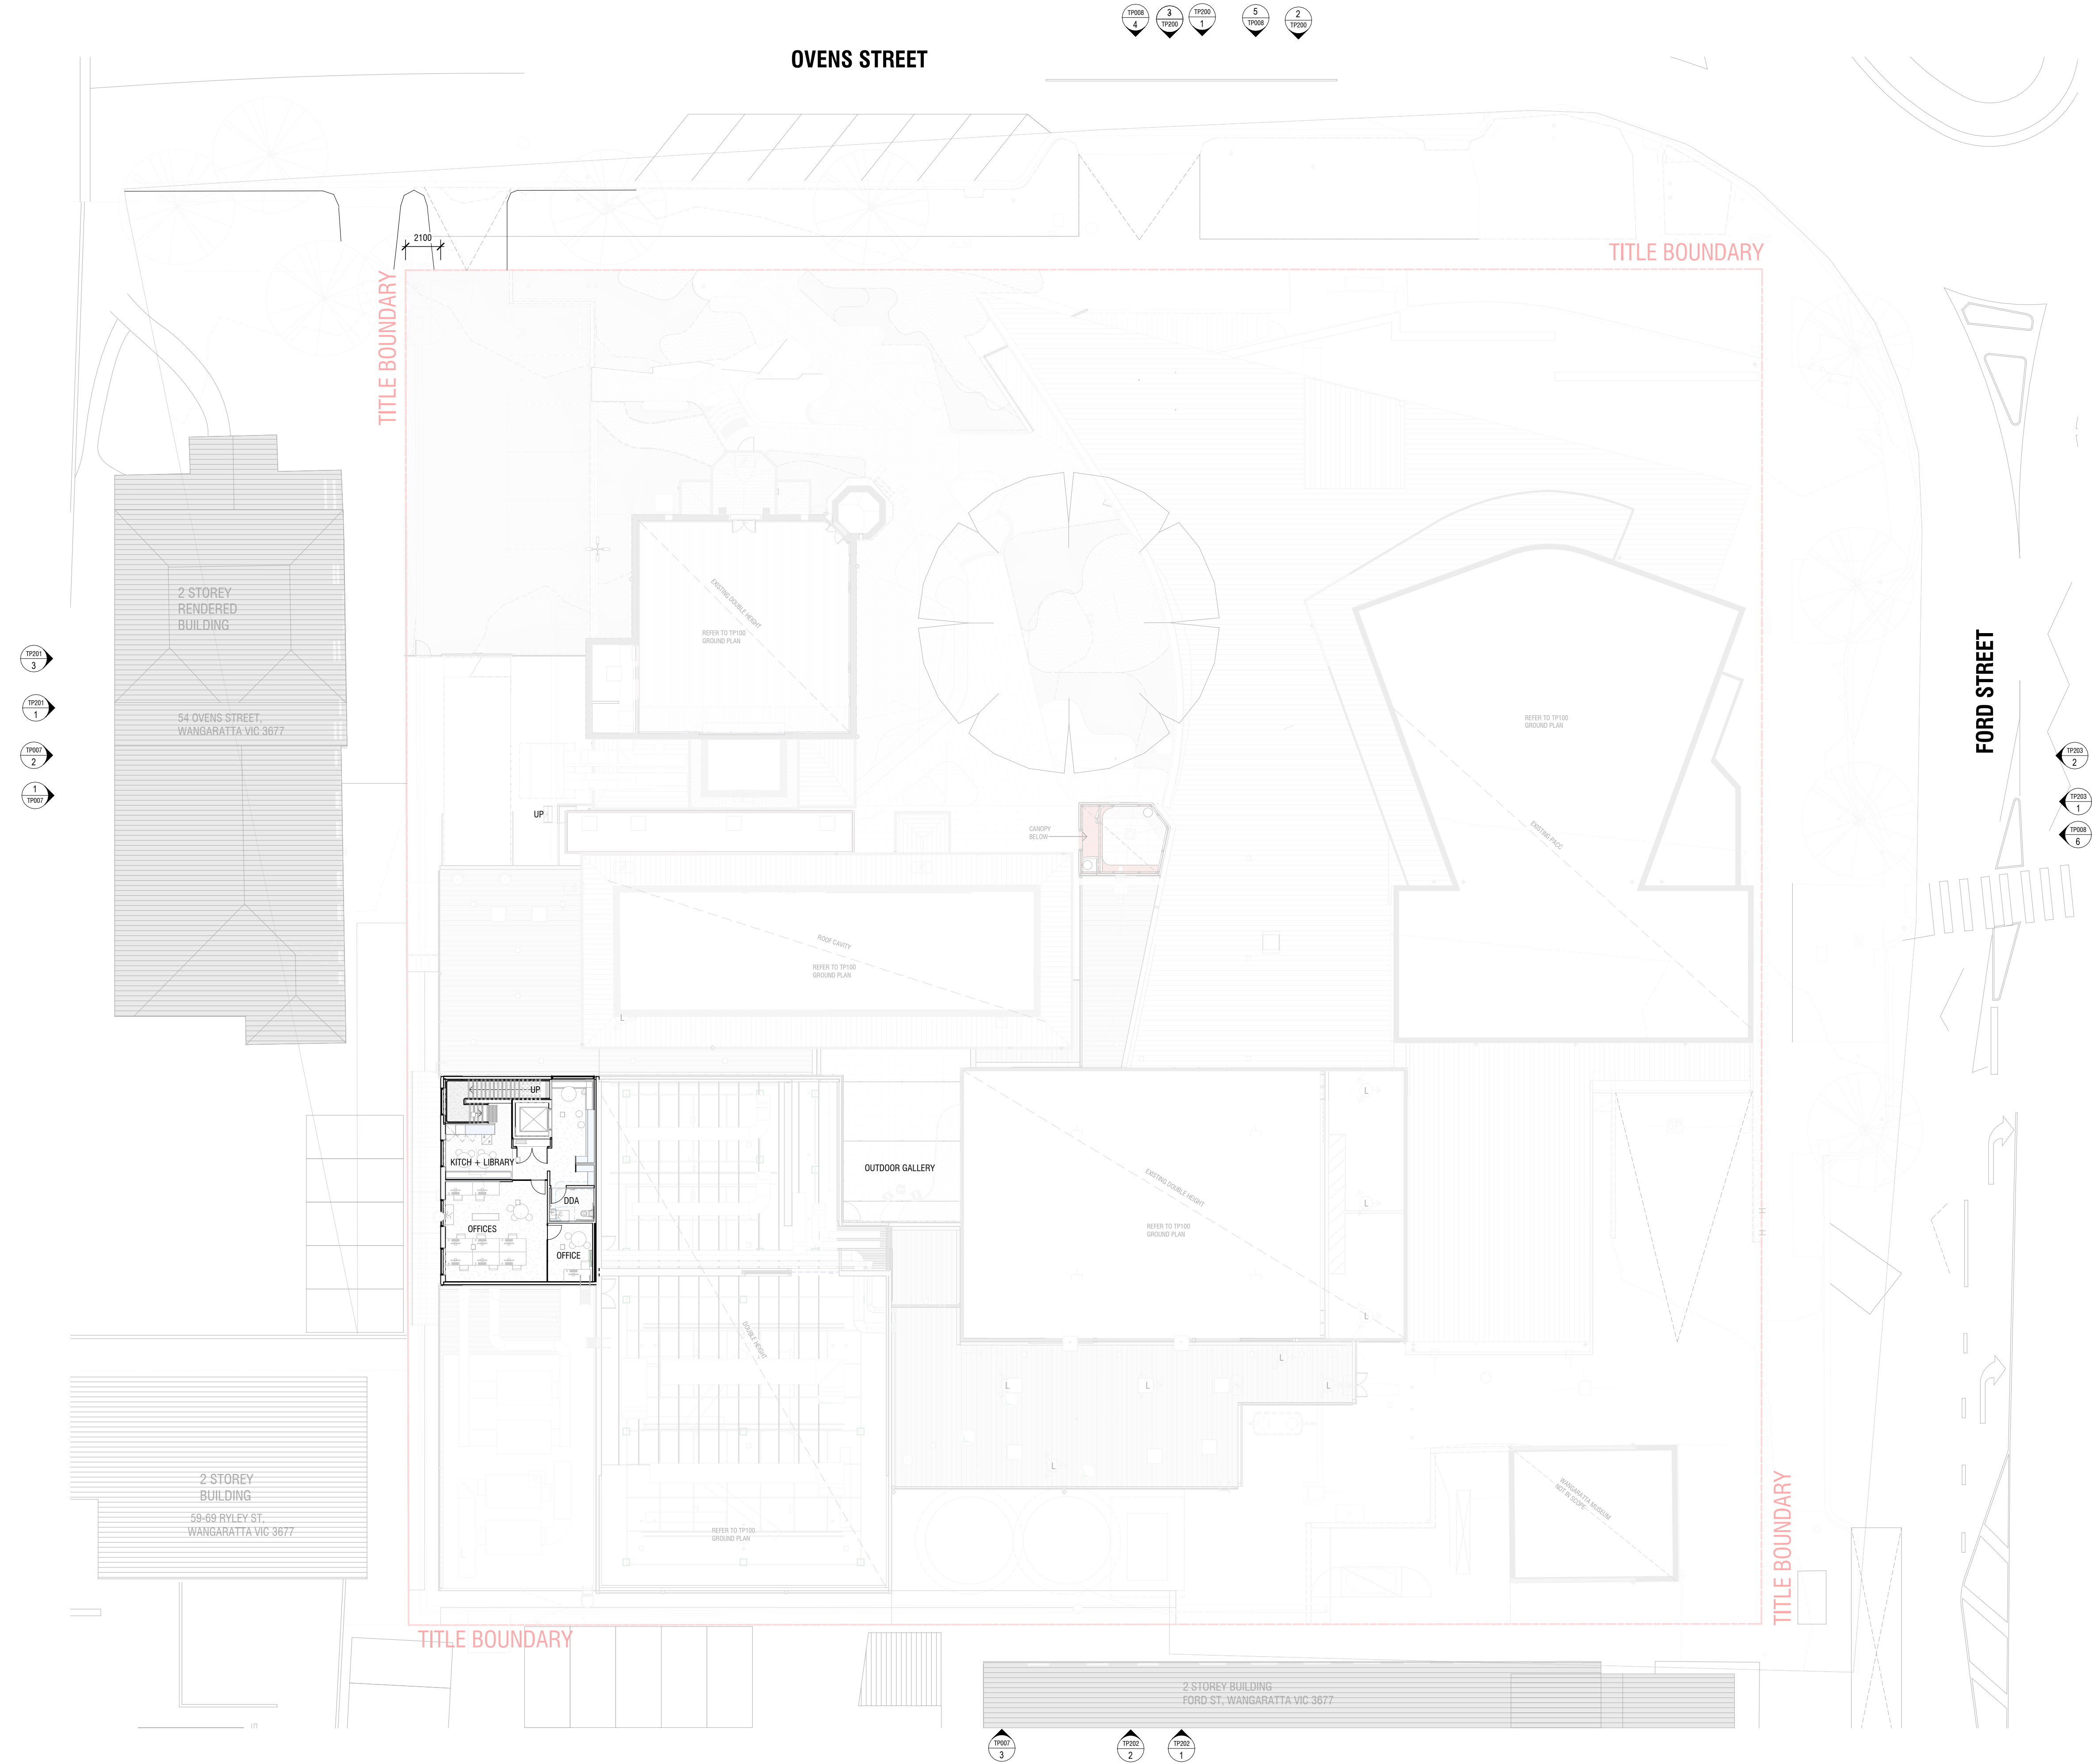 TP008
4
3
TP200
TP200
1
5
TP008
2
TP200
OVENS STREET
2100
TITLE BOUNDARY
TITLE BOUNDARY
2 STOREY
RENDERED
BUILDING
EXISTING DOUBLE HEIGHT
REFER TO TP100
GROUND PLAN
TP201
3
FORD STREET
TP201
1
54 OVENS STREET,
WANGARATTA VIC 3677
REFER TO TP100
GROUND PLAN
TP007
2
TP203
2
1
TP007
TP203
1
UP
CANOPY
BELOW
EXISTING PACC
TP008
6
ROOF CAVITY
REFER TO TP100
GROUND PLAN
L
UP
L
KITCH + LIBRARY
OUTDOOR GALLERY
EXISTING DOUBLE HEIGHT
DDA
L
OFFICES
REFER TO TP100
GROUND PLAN
OFFICE
L
DOUBLE HEIGHT
L
L
L
L
L
2 STOREY
BUILDING
59-69 RYLEY ST,
WANGARATTA VIC 3677
WANGARATTA MUSEUM
NOT IN SCOPE
REFER TO TP100
GROUND PLAN
TITLE BOUNDARY
TITLE BOUNDARY
2 STOREY BUILDING
FORD ST, WANGARATTA VIC 3677
TP007
3
TP202
2
TP202
1